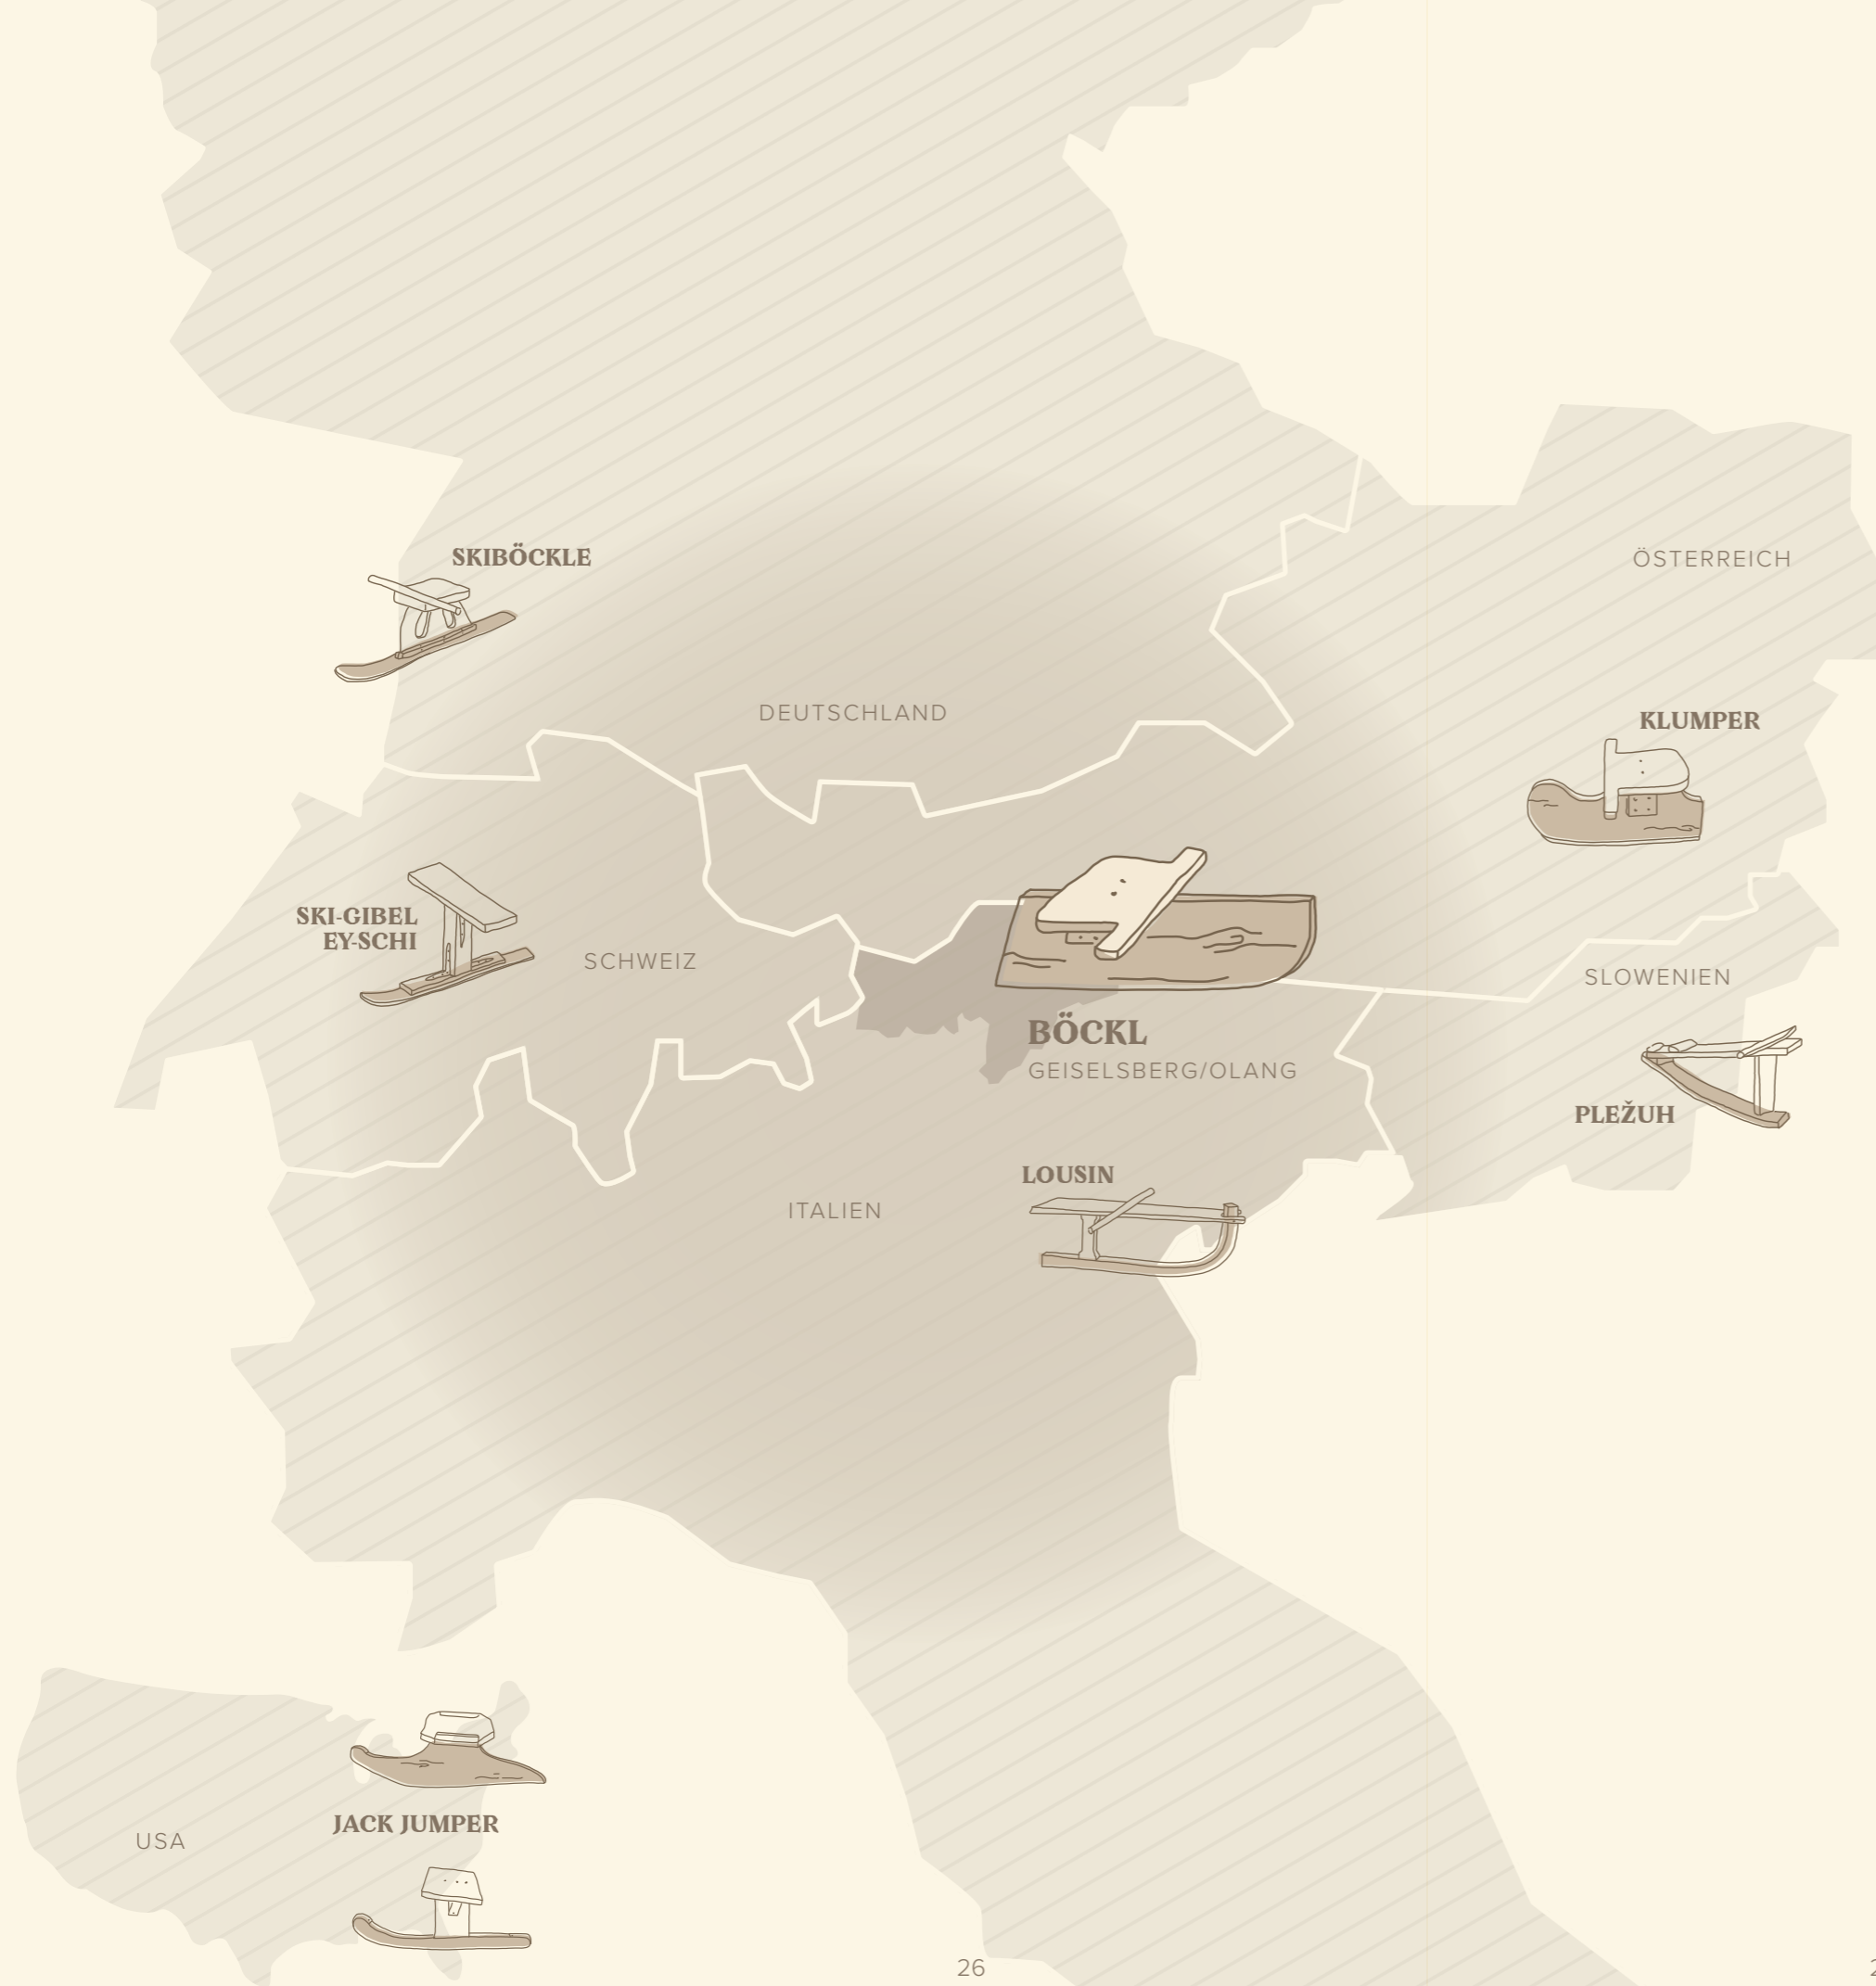 SKIBÖCKLE
ÖSTERREICH
DEUTSCHLAND
KLUMPER
SKI-GIBEL
EY-SCHI
SCHWEIZ
SLOWENIEN
BÖCKL
GEISELSBERG/OLANG
PLEŽUH
LOUSIN
ITALIEN
JACK JUMPER
USA
26